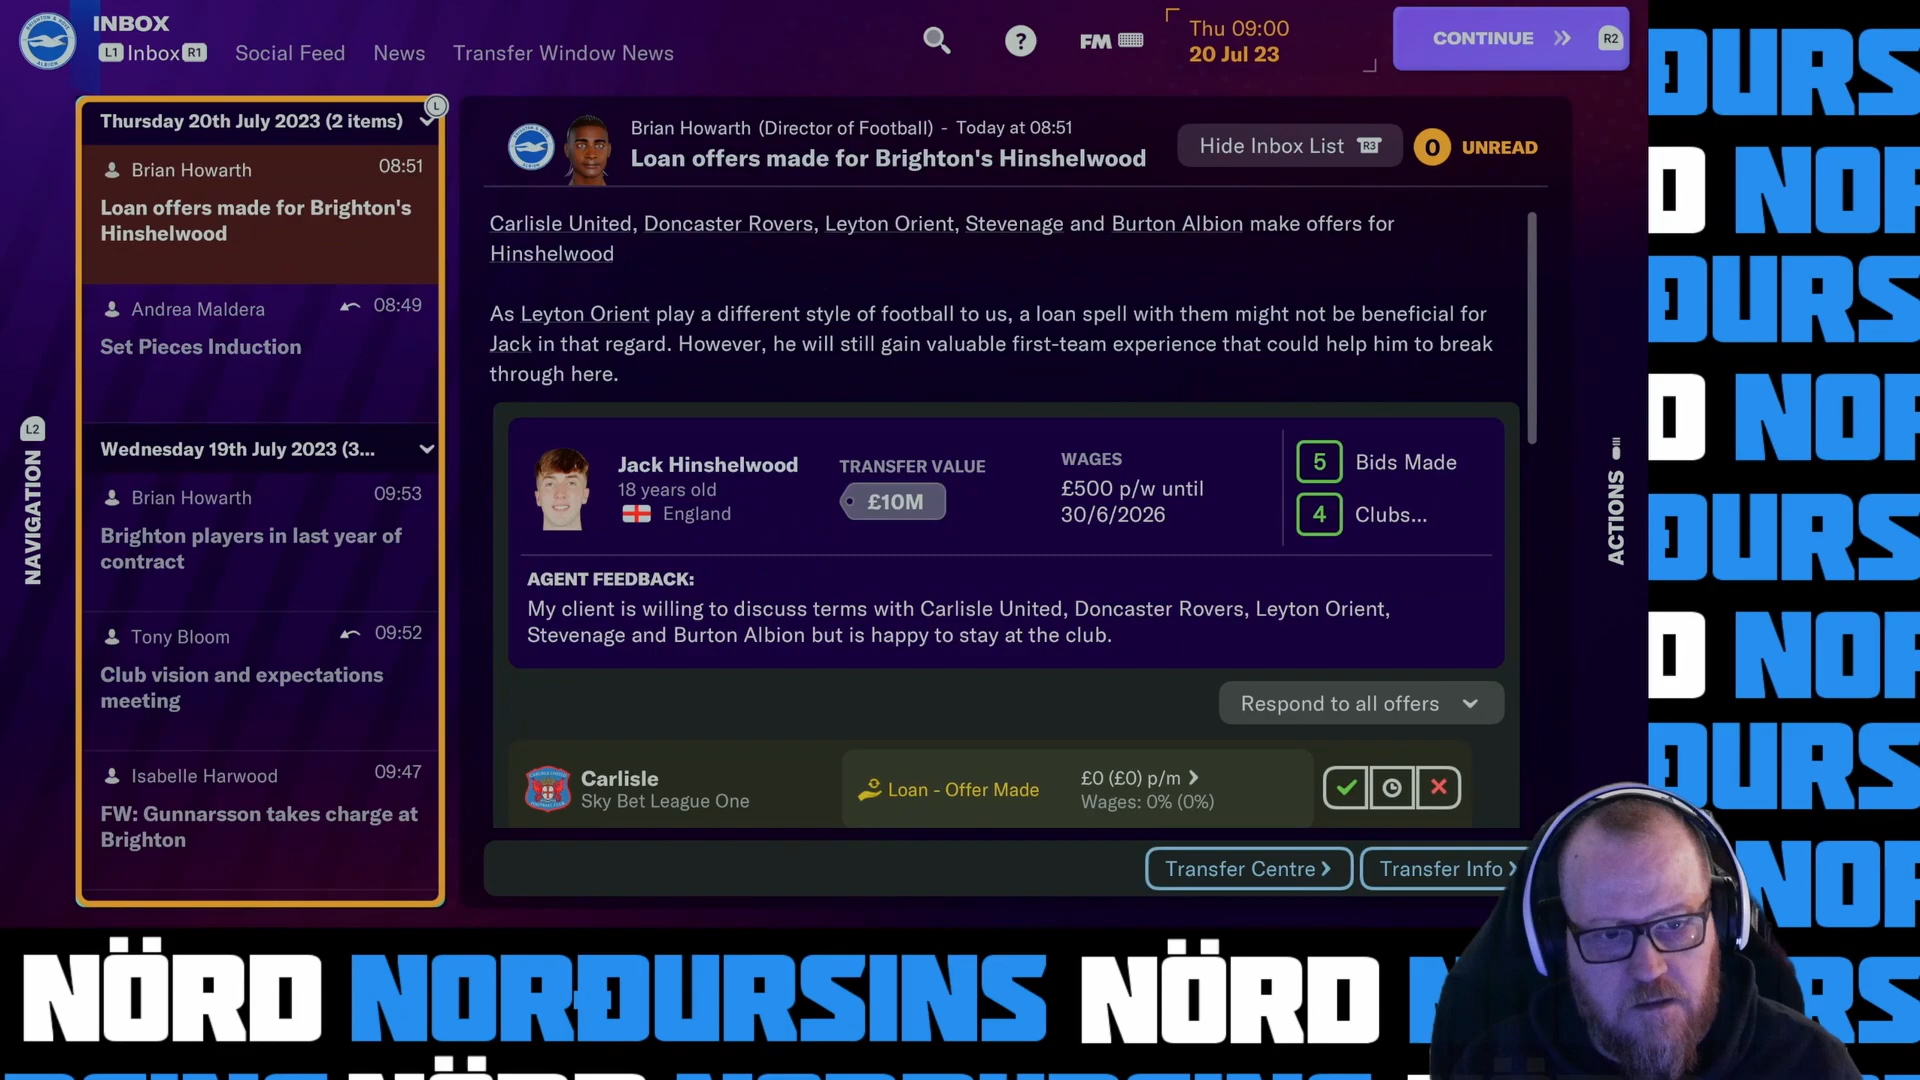 INBOX
L1 Inbox R1 Social Feed News Transfer Window News
FM
Thu 09:00
20 Jul 23
CONTINUE R2
Thursday 20th July 2023 (2 items)
L
Brian Howarth 08:51
Loan offers made for Brighton's
Hinshelwood
Andrea Maldera 08:49
Set Pieces Induction
Wednesday 19th July 2023 (3...
Brian Howarth 09:53
Brighton players in last year of
contract
Tony Bloom 09:52
Club vision and expectations
meeting
Isabelle Harwood 09:47
FW: Gunnarsson takes charge at
Brighton
L2
NAVIGATION
Brian Howarth (Director of Football) - Today at 08:51
Loan offers made for Brighton's Hinshelwood
Hide Inbox List R3
0 UNREAD
Carlisle United, Doncaster Rovers, Leyton Orient, Stevenage and Burton Albion make offers for
Hinshelwood
As Leyton Orient play a different style of football to us, a loan spell with them might not be beneficial for
Jack in that regard. However, he will still gain valuable first-team experience that could help him to break
through here.
Jack Hinshelwood
18 years old
England
TRANSFER VALUE
£10M
WAGES
£500 p/w until
30/6/2026
5 Bids Made
4 Clubs...
AGENT FEEDBACK:
My client is willing to discuss terms with Carlisle United, Doncaster Rovers, Leyton Orient,
Stevenage and Burton Albion but is happy to stay at the club.
Respond to all offers
Carlisle
Sky Bet League One
Loan - Offer Made
£0 (£0) p/m
Wages: 0% (0%)
Transfer Centre
Transfer Info
ACTIONS
NÖRD NORÐURSINS NÖRD